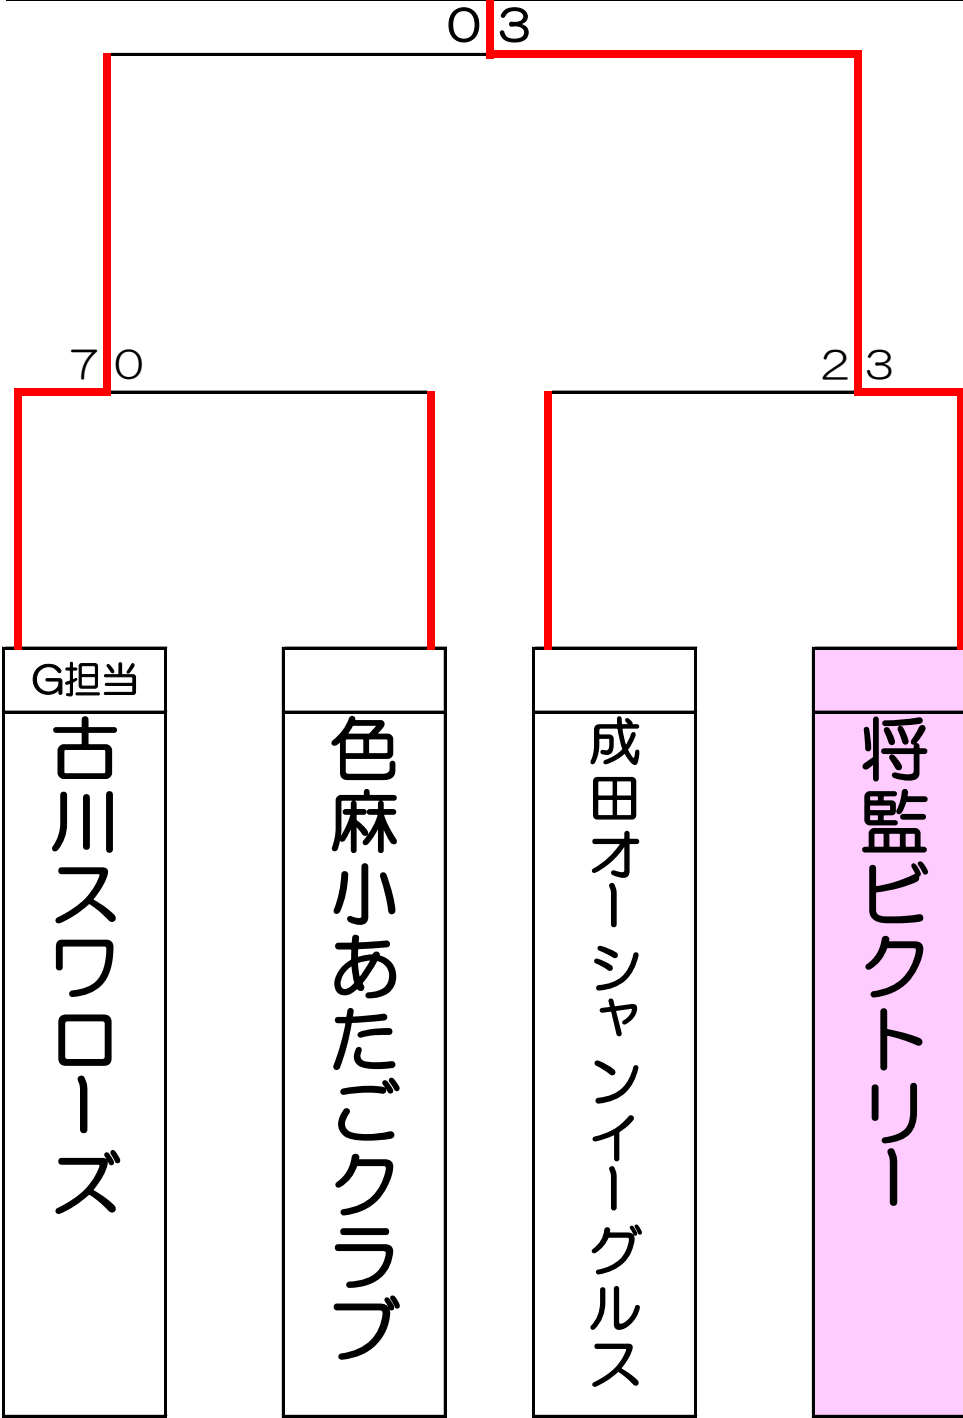 ０ ３
７ ０
２ ３
G担当
古川スワローズ
色麻小あたごクラブ
成田オーシャンイーグルス
将監ビクトリー